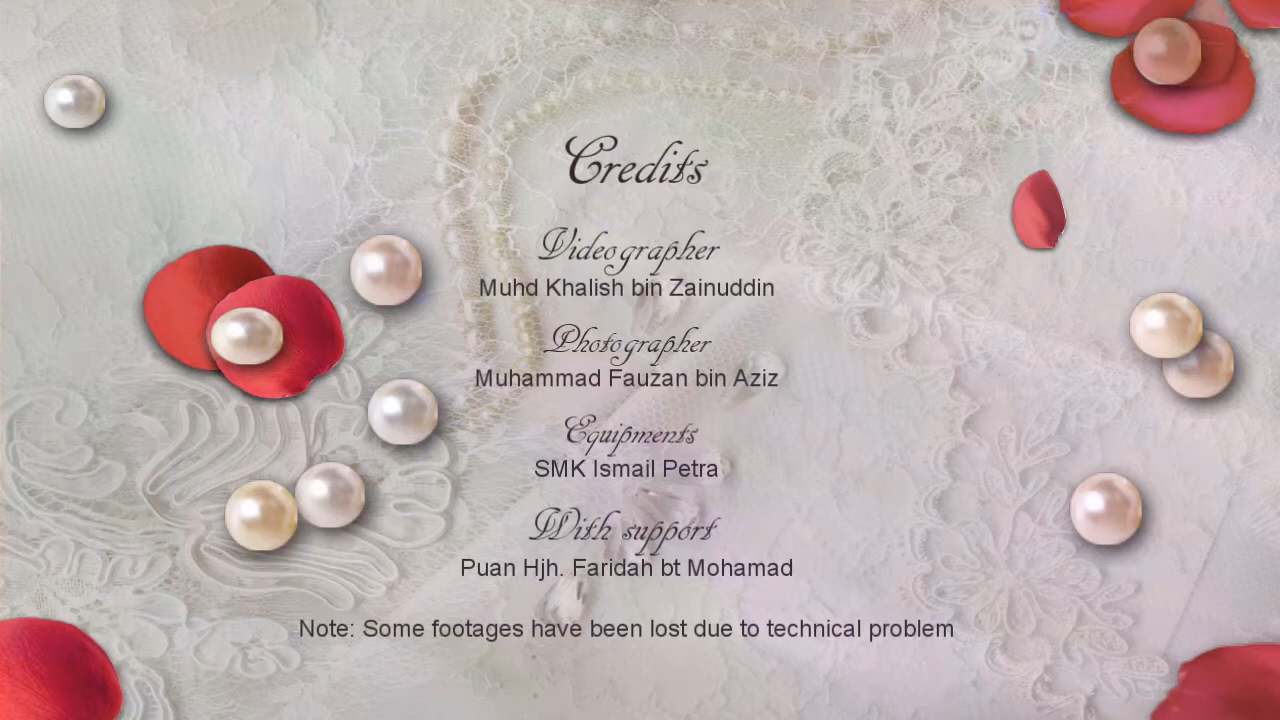 Credits
Videographer
Muhd Khalish bin Zainuddin
Photographer
Muhammad Fauzan bin Aziz
Equipments
SMK Ismail Petra
With support
Puan Hjh. Faridah bt Mohamad
Note: Some footages have been lost due to technical problem